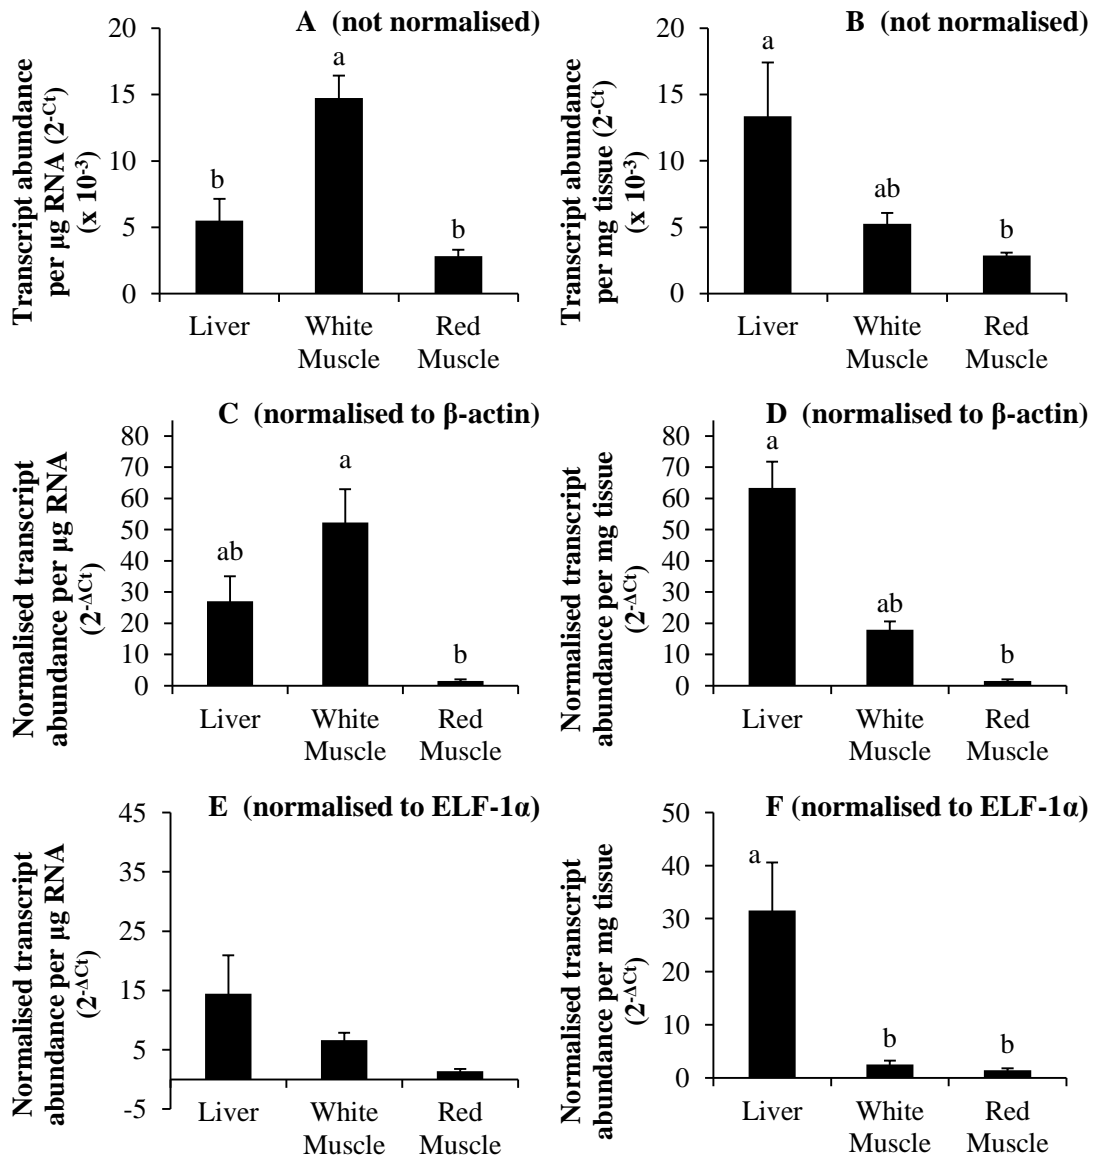 A (not normalised)
Transcript abundance
per µg RNA (2^-Ct)
(x 10^-3)
20
15
10
5
0
b
a
b
Liver
White
Muscle
Red
Muscle
B (not normalised)
Transcript abundance
per mg tissue (2^-Ct)
(x 10^-3)
20
15
10
5
0
a
ab
b
Liver
White
Muscle
Red
Muscle
C (normalised to β-actin)
Normalised transcript
abundance per µg RNA
(2^-ΔCt)
80
70
60
50
40
30
20
10
0
ab
a
b
Liver
White
Muscle
Red
Muscle
D (normalised to β-actin)
Normalised transcript
abundance per mg tissue
(2^-ΔCt)
80
70
60
50
40
30
20
10
0
a
ab
b
Liver
White
Muscle
Red
Muscle
E (normalised to ELF-1α)
Normalised transcript
abundance per µg RNA
(2^-ΔCt)
45
35
25
15
5
-5
Liver
White
Muscle
Red
Muscle
F (normalised to ELF-1α)
Normalised transcript
abundance per mg tissue
(2^-ΔCt)
50
40
30
20
10
0
a
b
b
Liver
White
Muscle
Red
Muscle